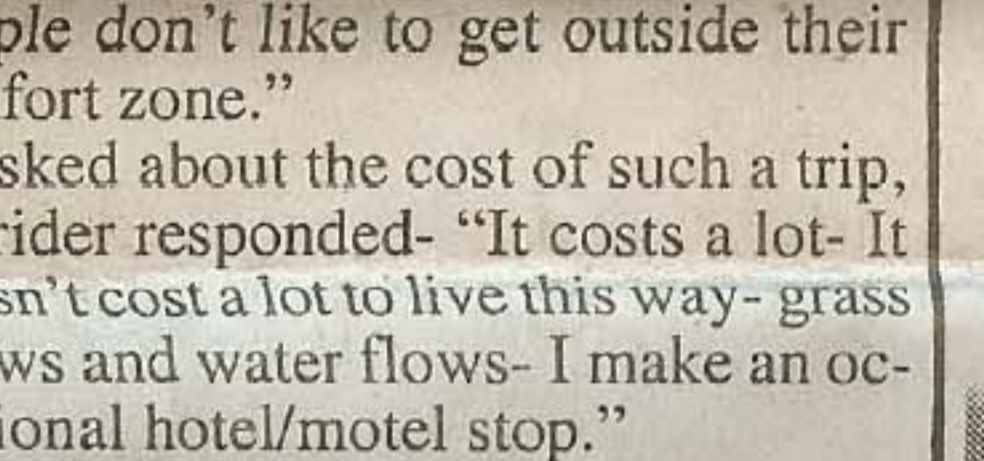 ple don’t like to get outside their
fort zone.”
sked about the cost of such a trip,
rider responded- “It costs a lot- It
sn’t cost a lot to live this way- grass
ws and water flows- I make an oc-
ional hotel/motel stop.”